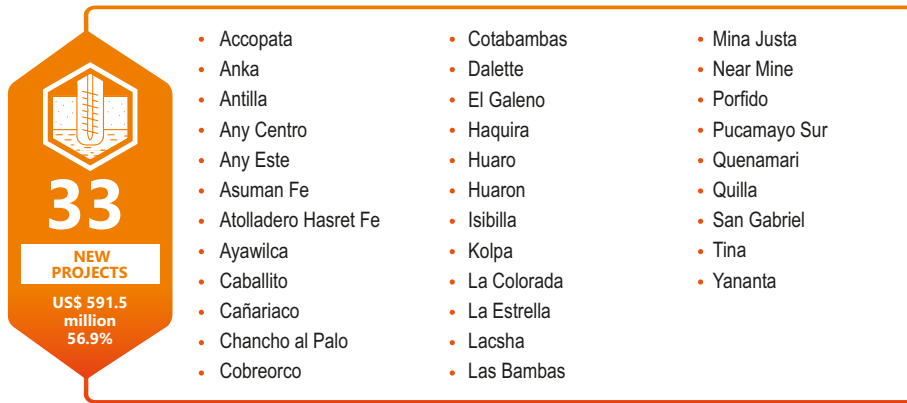 33
NEW
PROJECTS
US$ 591.5
million
56.9%
• Accopata
• Anka
• Antilla
• Any Centro
• Any Este
• Asuman Fe
• Atolladero Hasret Fe
• Ayawilca
• Caballito
• Cañariaco
• Chancho al Palo
• Cobreorco
• Cotabambas
• Dalette
• El Galeno
• Haquira
• Huaro
• Huaron
• Isibilla
• Kolpa
• La Colorada
• La Estrella
• Lacsha
• Las Bambas
• Mina Justa
• Near Mine
• Porfido
• Pucamayo Sur
• Quenamari
• Quilla
• San Gabriel
• Tina
• Yananta